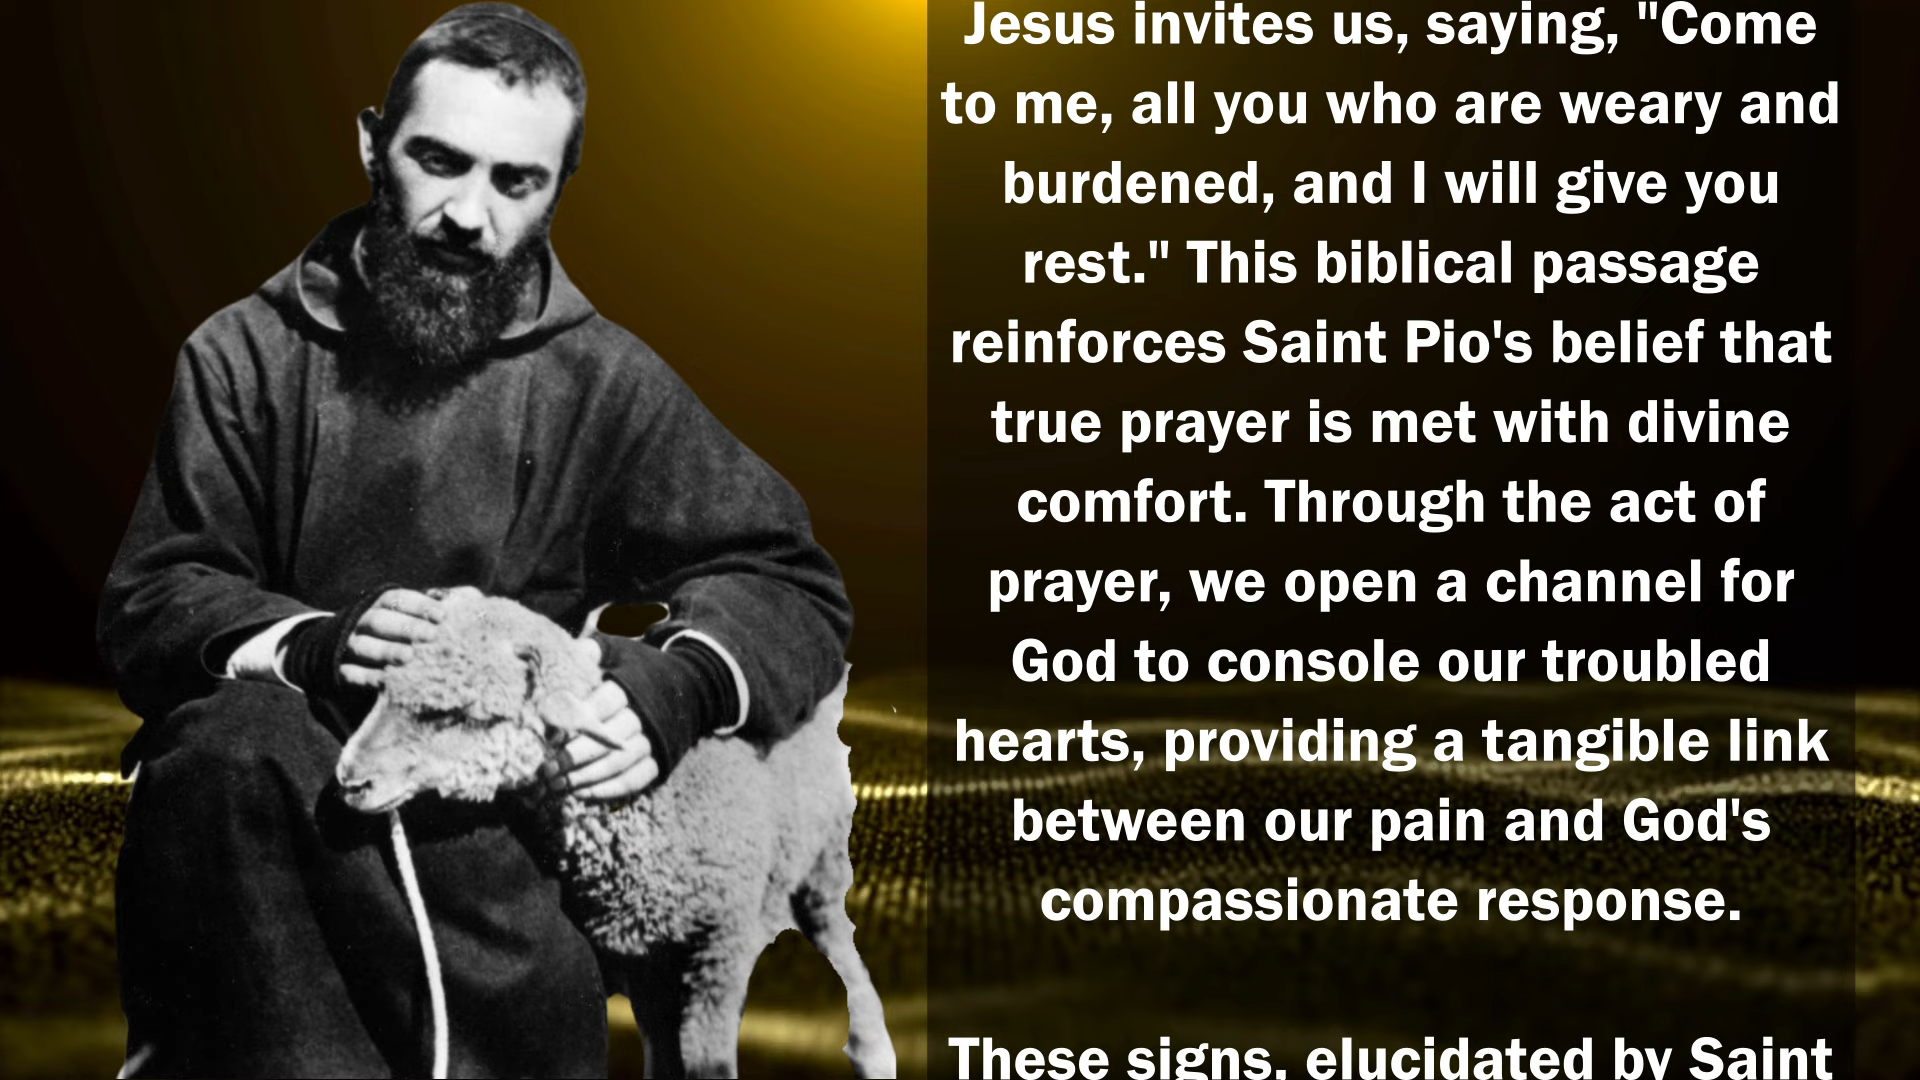 Jesus invites us, saying, "Come
to me, all you who are weary and
burdened, and I will give you
rest." This biblical passage
reinforces Saint Pio's belief that
true prayer is met with divine
comfort. Through the act of
prayer, we open a channel for
God to console our troubled
hearts, providing a tangible link
between our pain and God's
compassionate response.
These signs, elucidated by Saint